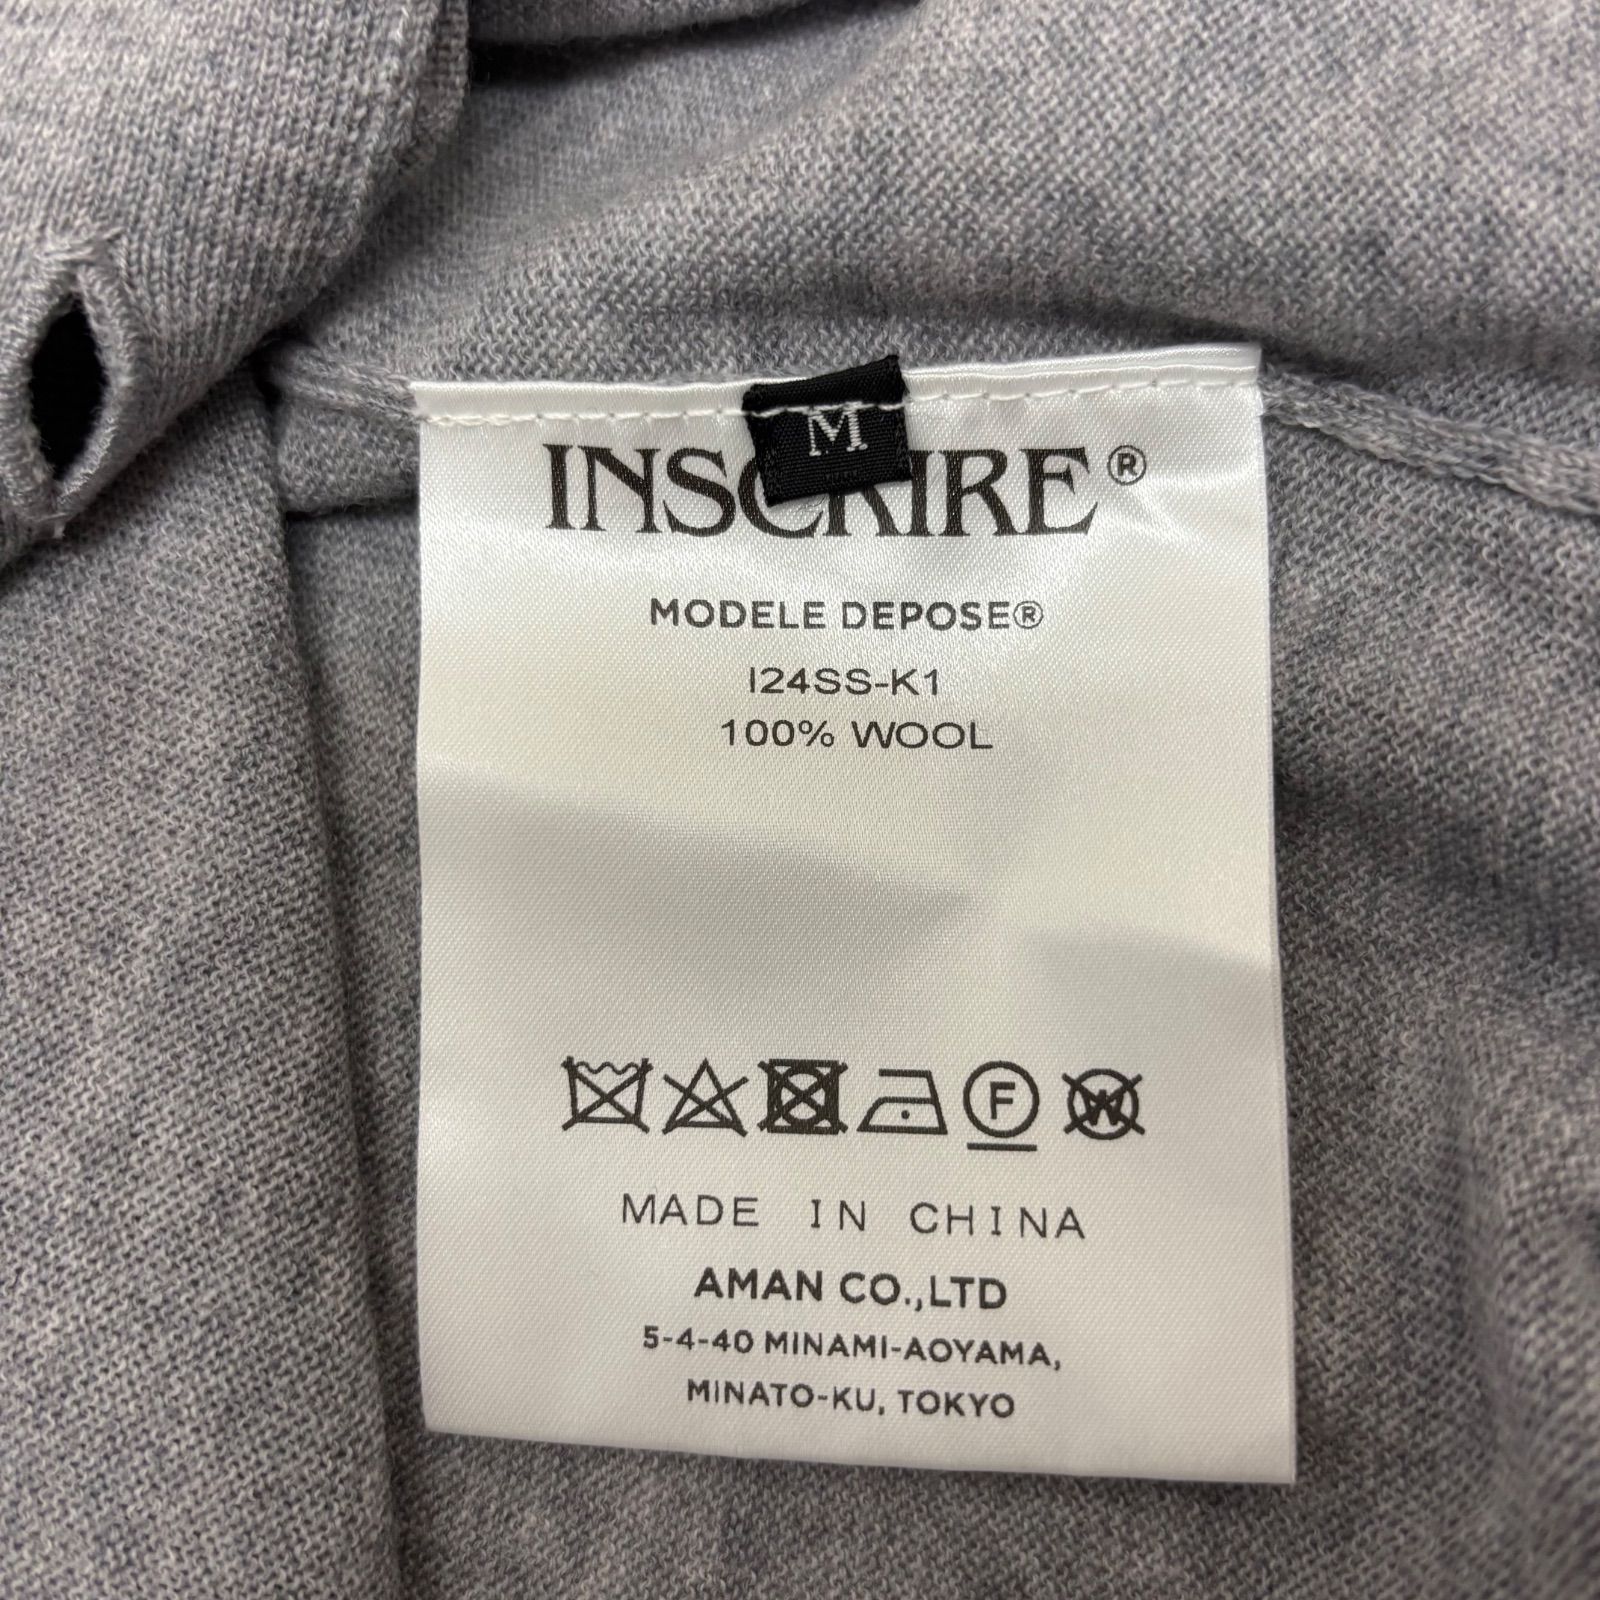 M
INSCRIRE®
MODELE DEPOSE®
I24SS-K1
100% WOOL
F
W
MADE IN CHINA
AMAN CO.,LTD
5-4-40 MINAMI-AOYAMA,
MINATO-KU, TOKYO